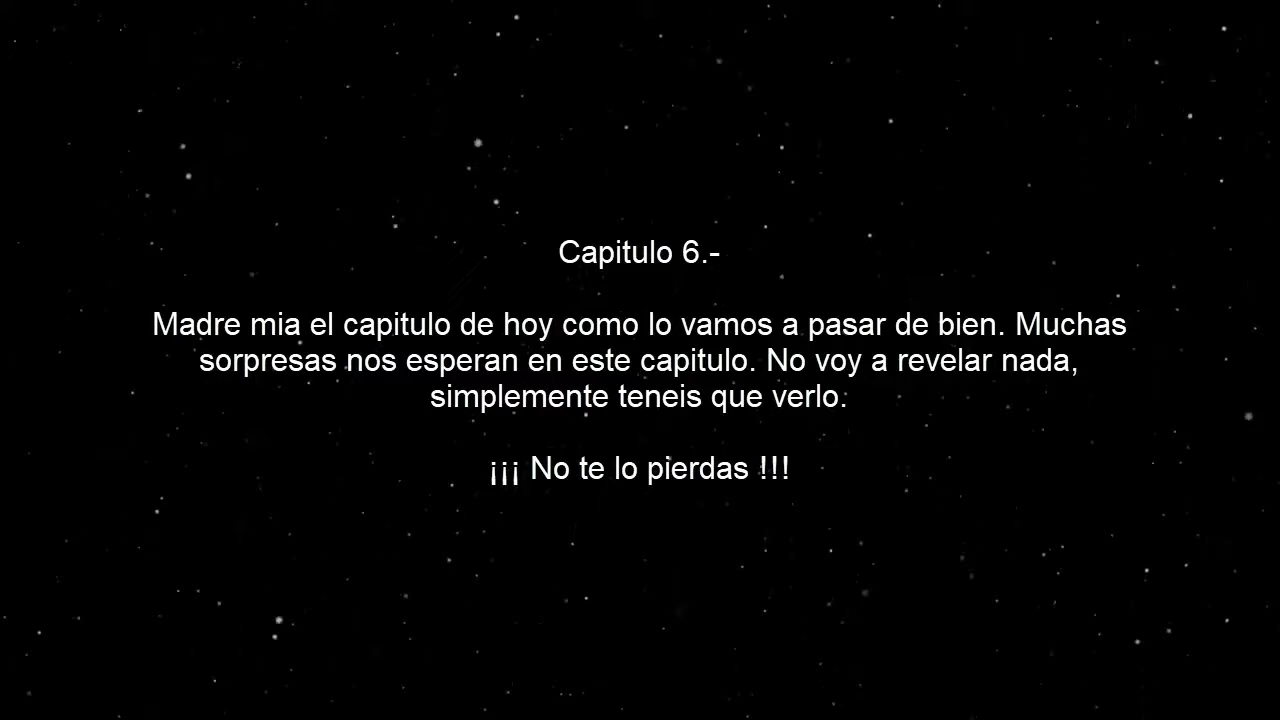 Capitulo 6.-
Madre mia el capitulo de hoy como lo vamos a pasar de bien. Muchas
sorpresas nos esperan en este capitulo. No voy a revelar nada,
simplemente teneis que verlo.
¡¡¡ No te lo pierdas !!!